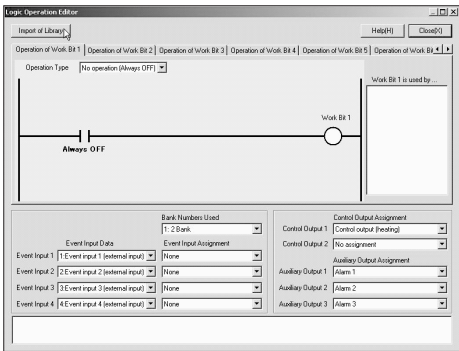 Logic Operation Editor
Import of Library
Help(H)
Close(X)
Operation of Work Bit 1
Operation of Work Bit 2
Operation of Work Bit 3
Operation of Work Bit 4
Operation of Work Bit 5
Operation of Work Bit
Operation Type
No operation (Always OFF)
Work Bit 1 is used by ...
Work Bit 1
Always OFF
Bank Numbers Used
1: 2 Bank
Event Input Data
Event Input Assignment
Event Input 1
1:Event input 1 (external input)
None
Event Input 2
2:Event input 2 (external input)
None
Event Input 3
3:Event input 3 (external input)
None
Event Input 4
4:Event input 4 (external input)
None
Control Output Assignment
Control Output 1
Control output (heating)
Control Output 2
No assignment
Auxiliary Output Assignment
Auxiliary Output 1
Alarm 1
Auxiliary Output 2
Alarm 2
Auxiliary Output 3
Alarm 3